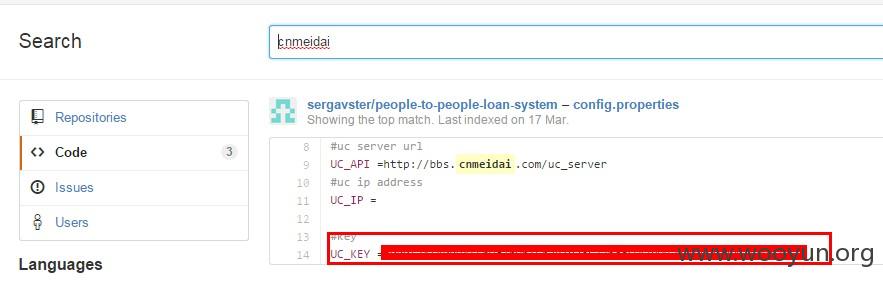 Search
cnmeidai
Repositories
Code 3
Issues
Users
Languages
sergavster/people-to-people-loan-system – config.properties
Showing the top match. Last indexed on 17 Mar.
8 #uc server url
9 UC_API =http://bbs.cnmeidai.com/uc_server
10 #uc ip address
11 UC_IP =
12
13 #key
14 UC_KEY =
www.wooyun.org